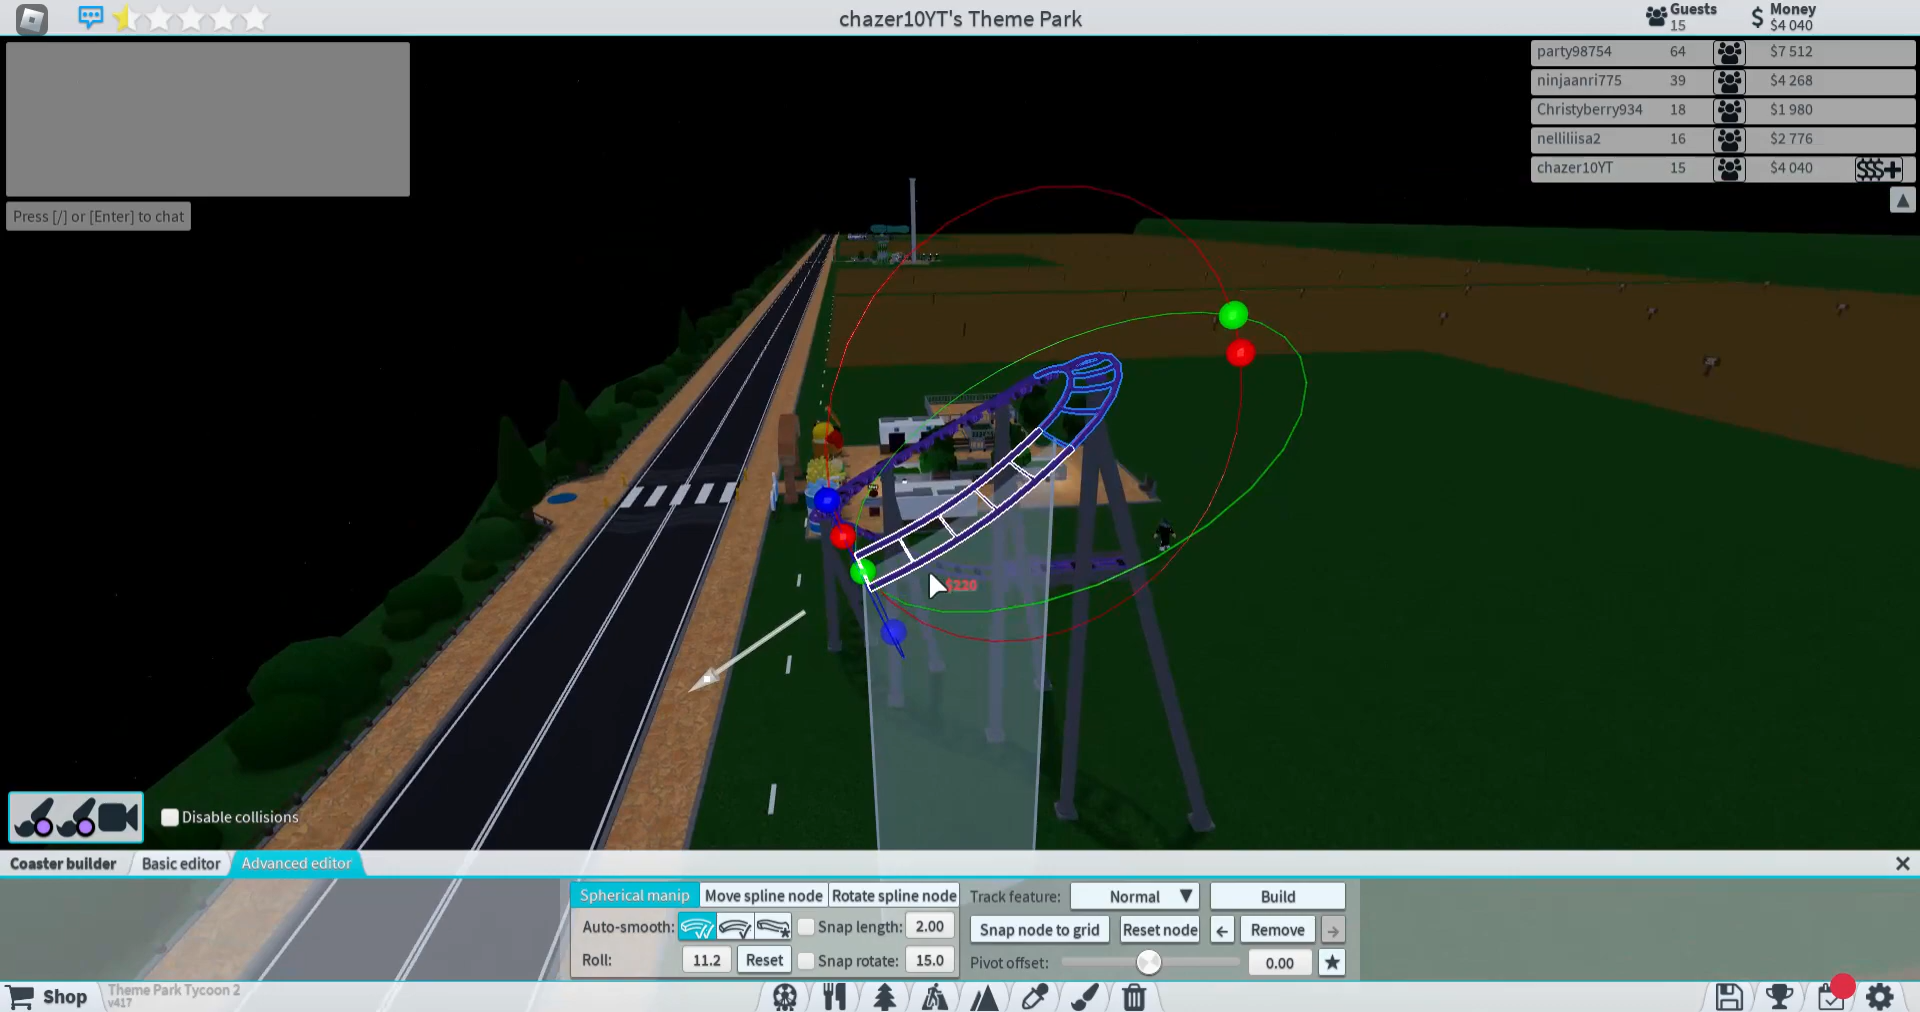 chazer10YT's Theme Park
Guests
15
Money
$4 040
party98754 64 $7 512
ninjaanri775 39 $4 268
Christyberry934 18 $1 980
nelliliisa2 16 $2 776
chazer10YT 15 $4 040 $$$+
Press [/] or [Enter] to chat
$220
Disable collisions
Coaster builder Basic editor Advanced editor
Spherical manip Move spline node Rotate spline node Track feature: Normal ▼ Build
Auto-smooth: Snap length: 2.00 Snap node to grid Reset node ← Remove →
Roll: 11.2 Reset Snap rotate: 15.0 Pivot offset: 0.00 ★
Shop
Theme Park Tycoon 2
v417